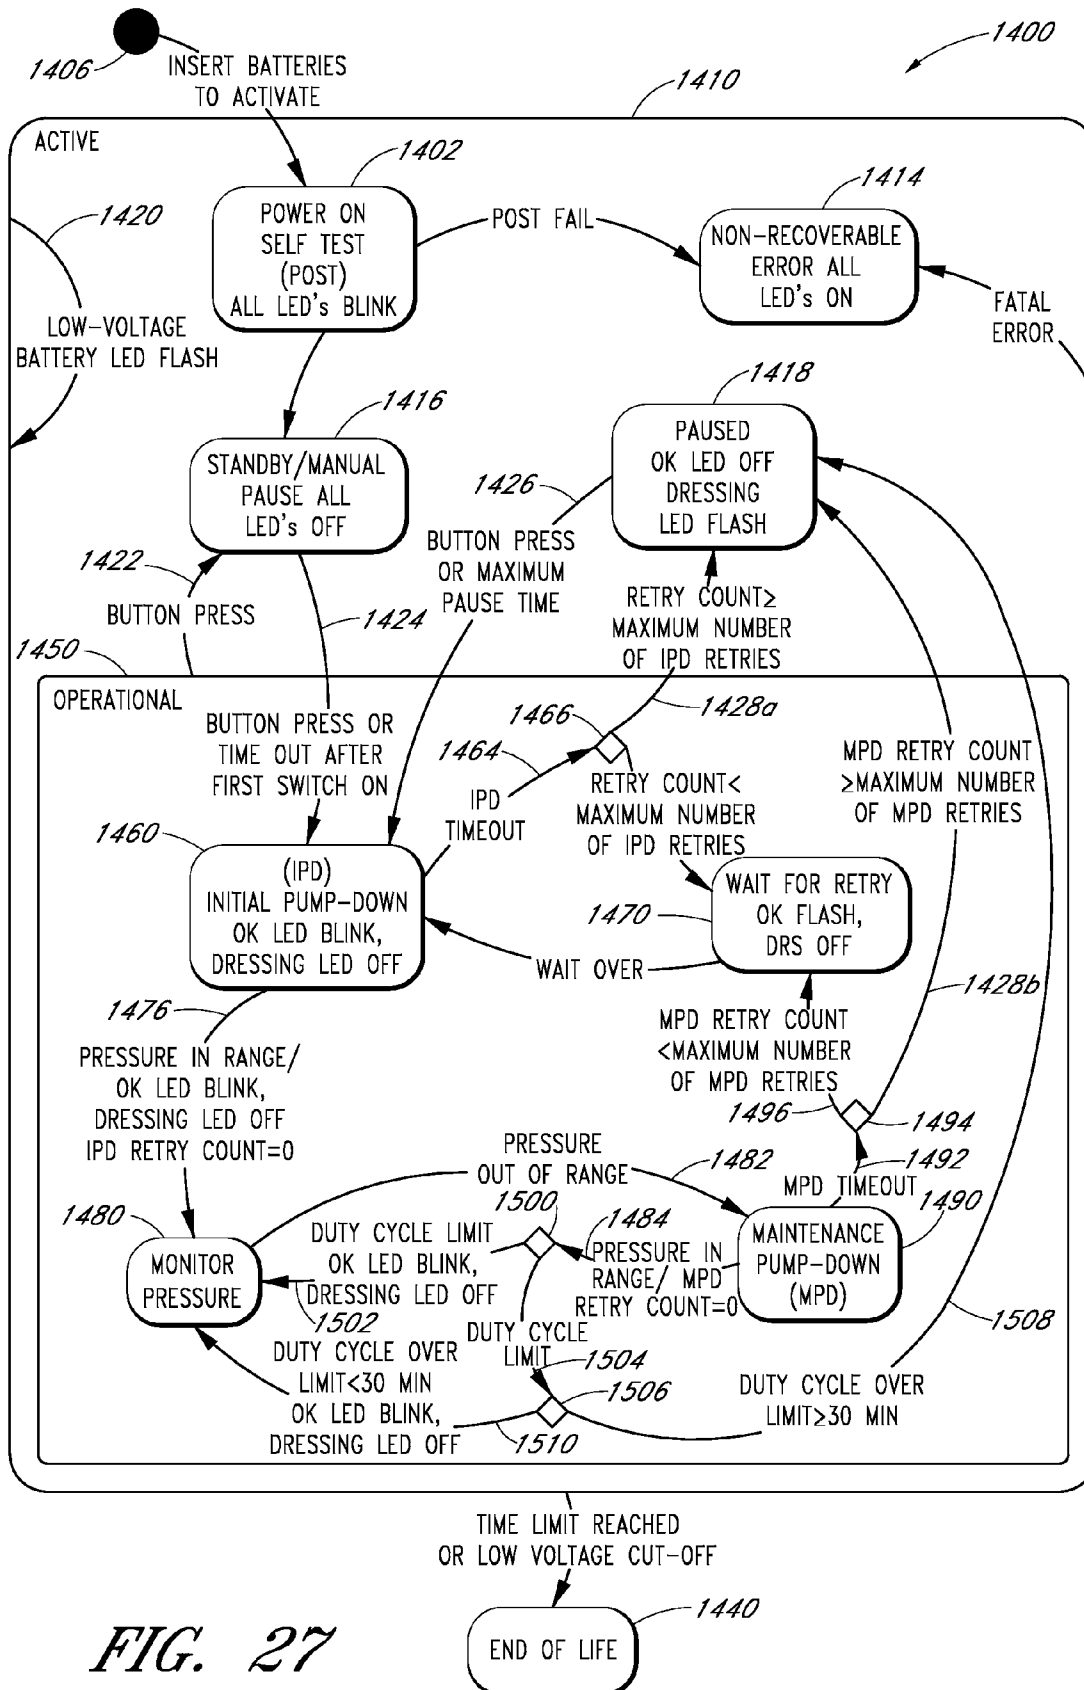 1400
1406
INSERT BATTERIES
TO ACTIVATE
1410
ACTIVE
1402
1414
1420
POWER ON
SELF TEST
(POST)
ALL LED's BLINK
POST FAIL
NON-RECOVERABLE
ERROR ALL
LED's ON
FATAL
ERROR
LOW-VOLTAGE
BATTERY LED FLASH
1416
1418
STANDBY/MANUAL
PAUSE ALL
LED's OFF
PAUSED
OK LED OFF
DRESSING
LED FLASH
1426
BUTTON PRESS
OR MAXIMUM
PAUSE TIME
1422
BUTTON PRESS
1424
RETRY COUNT≥
MAXIMUM NUMBER
OF IPD RETRIES
1450
OPERATIONAL
1428a
1466
1464
BUTTON PRESS OR
TIME OUT AFTER
FIRST SWITCH ON
IPD
TIMEOUT
RETRY COUNT<
MAXIMUM NUMBER
OF IPD RETRIES
MPD RETRY COUNT
≥MAXIMUM NUMBER
OF MPD RETRIES
1460
(IPD)
INITIAL PUMP-DOWN
OK LED BLINK,
DRESSING LED OFF
1470
WAIT FOR RETRY
OK FLASH,
DRS OFF
WAIT OVER
1428b
1476
PRESSURE IN RANGE/
OK LED BLINK,
DRESSING LED OFF
IPD RETRY COUNT=0
MPD RETRY COUNT
<MAXIMUM NUMBER
OF MPD RETRIES
1496
1494
PRESSURE
OUT OF RANGE
1482
1492
MPD TIMEOUT
1480
1500
1484
1490
MONITOR
PRESSURE
DUTY CYCLE LIMIT
OK LED BLINK,
DRESSING LED OFF
PRESSURE IN
RANGE/ MPD
RETRY COUNT=0
MAINTENANCE
PUMP-DOWN
(MPD)
1502
1508
DUTY CYCLE
LIMIT
1504
DUTY CYCLE OVER
LIMIT<30 MIN
OK LED BLINK,
DRESSING LED OFF
1506
1510
DUTY CYCLE OVER
LIMIT≥30 MIN
TIME LIMIT REACHED
OR LOW VOLTAGE CUT-OFF
1440
END OF LIFE
FIG. 27